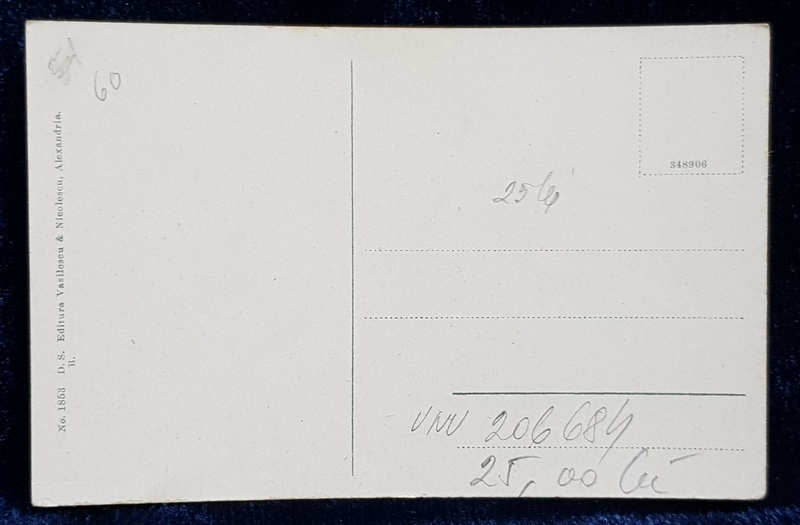 60
No. 1853 D. S. Editura Vasilescu & Nicolescu, Alexandria.
B.
348906
25 lei
VNV 206684
25,00 lei